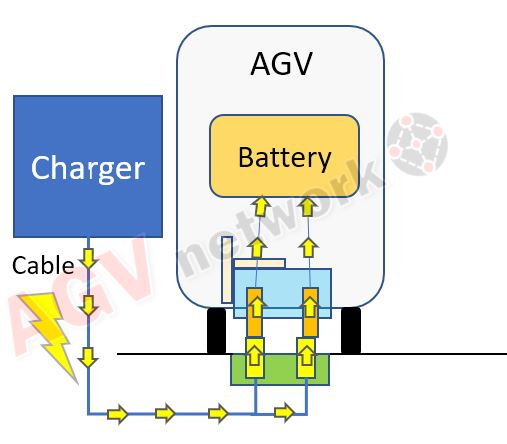 AGV
Battery
Charger
Cable
AGV network